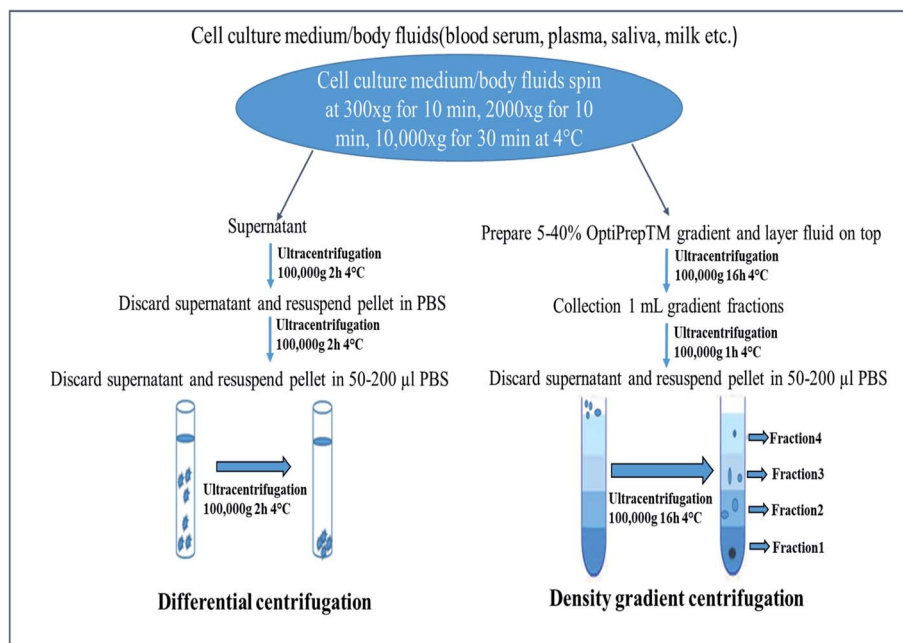 Cell culture medium/body fluids(blood serum, plasma, saliva, milk etc.)
Cell culture medium/body fluids spin
at 300xg for 10 min, 2000xg for 10
min, 10,000xg for 30 min at 4°C
Supernatant
Ultracentrifugation
100,000g 2h 4°C
Discard supernatant and resuspend pellet in PBS
Ultracentrifugation
100,000g 2h 4°C
Discard supernatant and resuspend pellet in 50-200 µl PBS
Ultracentrifugation
100,000g 2h 4°C
Differential centrifugation
Prepare 5-40% OptiPrepTM gradient and layer fluid on top
Ultracentrifugation
100,000g 16h 4°C
Collection 1 mL gradient fractions
Ultracentrifugation
100,000g 1h 4°C
Discard supernatant and resuspend pellet in 50-200 µl PBS
Ultracentrifugation
100,000g 16h 4°C
Fraction4
Fraction3
Fraction2
Fraction1
Density gradient centrifugation